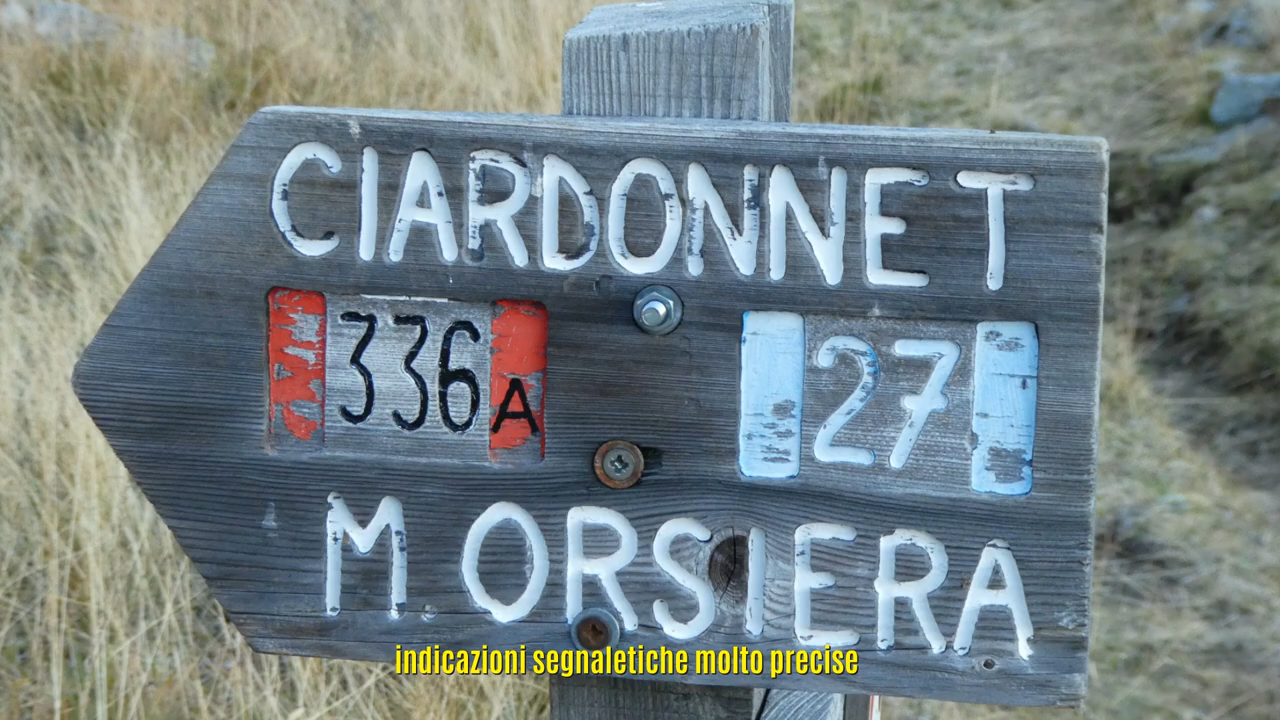 CIARDONNET
336A 27
M ORSIERA
indicazioni segnaletiche molto precise